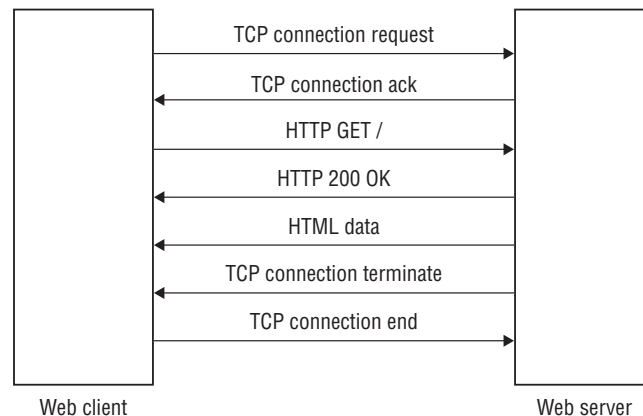 TCP connection request
TCP connection ack
HTTP GET /
HTTP 200 OK
HTML data
TCP connection terminate
TCP connection end
Web client
Web server